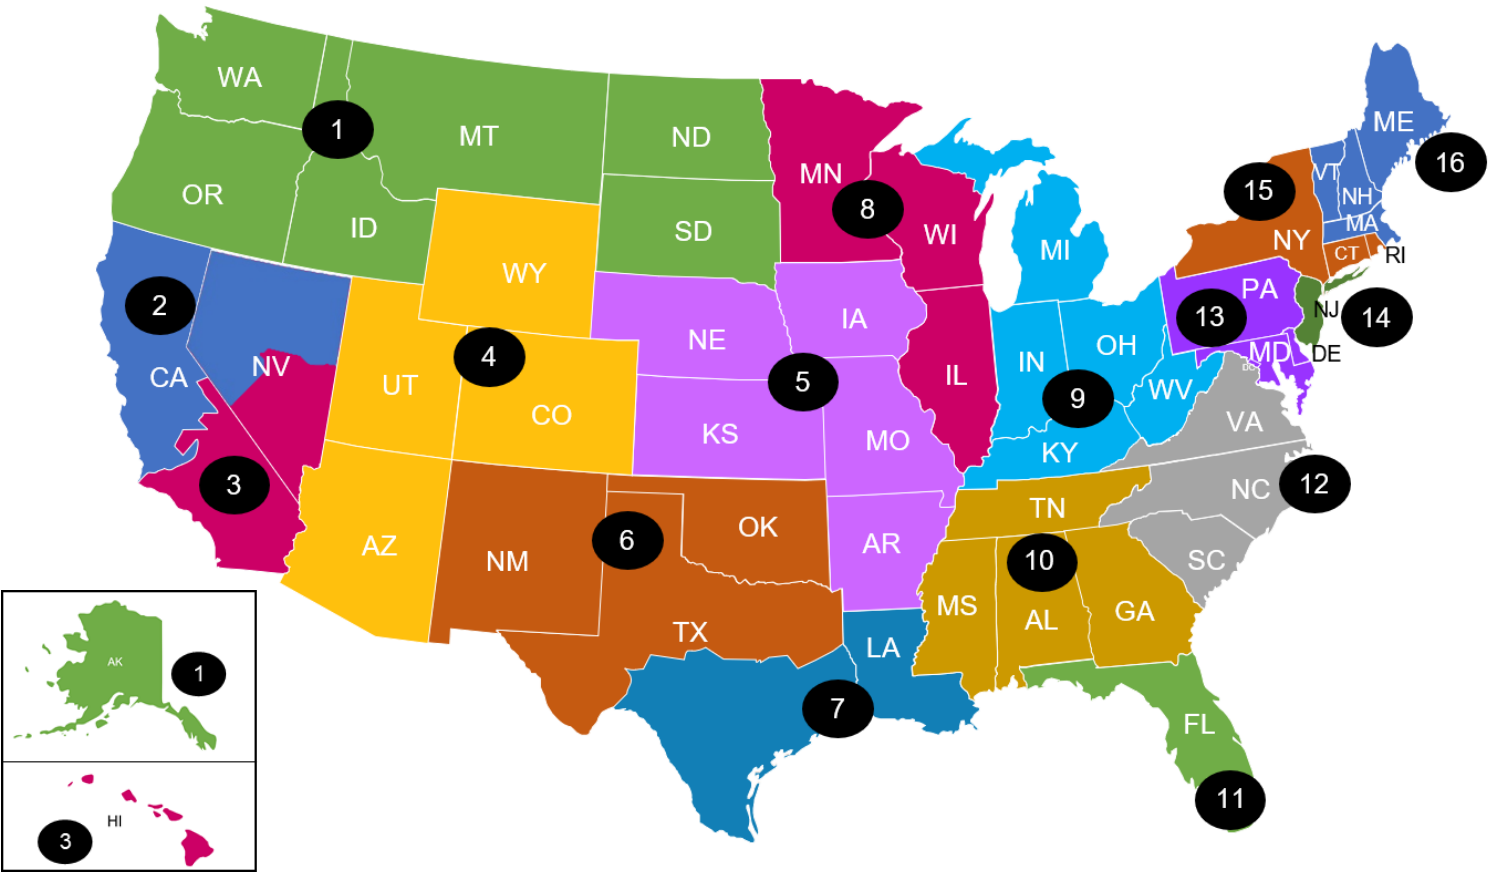 WA
1
MT
ND
OR
ID
SD
MN
8
WI
MI
ME
16
15
VT
NH
MA
NY
CT
RI
WY
2
NV
CA
4
UT
CO
NE
IA
5
KS
MO
IL
IN
OH
9
WV
KY
PA
13
NJ
14
MD
DE
DC
VA
3
AZ
NM
6
OK
TX
AR
TN
NC
12
SC
10
MS
AL
GA
LA
7
FL
11
AK
1
HI
3